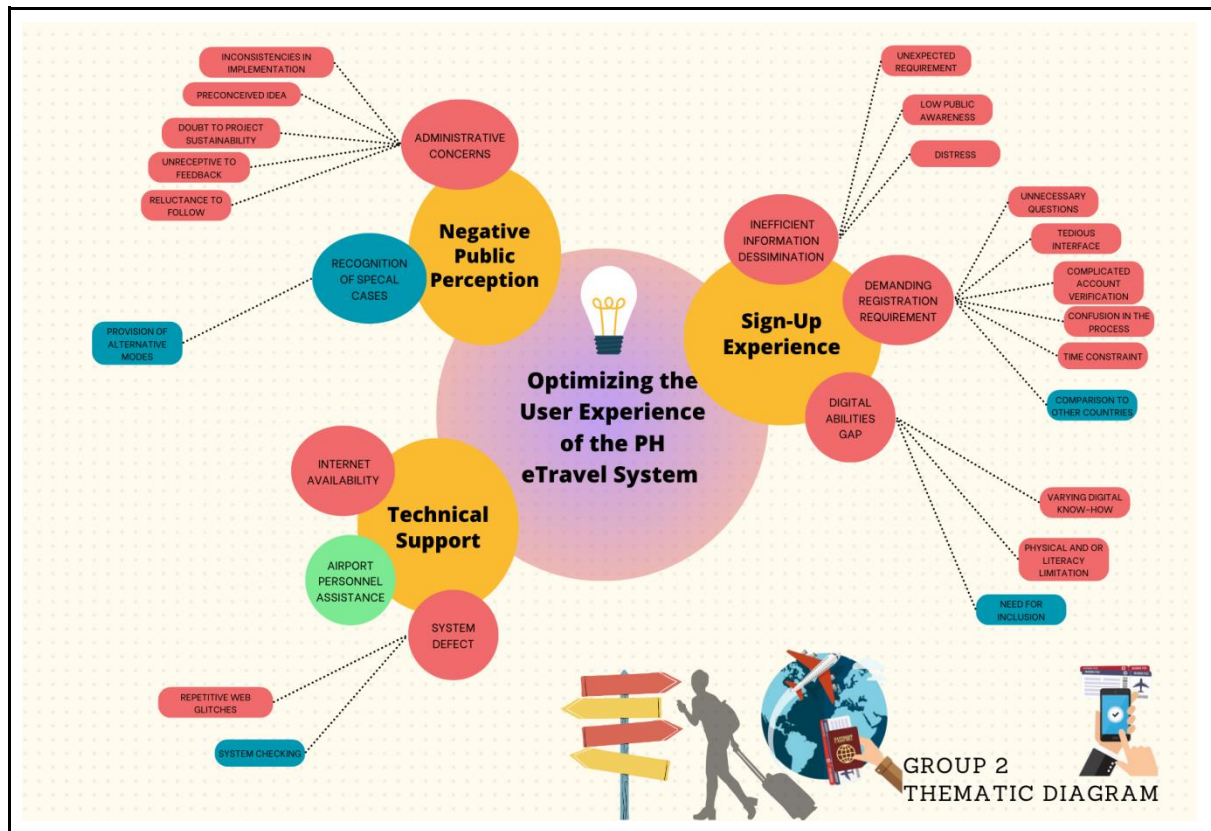 INCONSISTENCIES IN
IMPLEMENTATION
PRECONCEIVED IDEA
DOUBT TO PROJECT
SUSTAINABILITY
UNRECEPTIVE TO
FEEDBACK
RELUCTANCE TO
FOLLOW
ADMINISTRATIVE
CONCERNS
Negative
Public
Perception
RECOGNITION
OF SPECAL
CASES
PROVISION OF
ALTERNATIVE
MODES
UNEXPECTED
REQUIREMENT
LOW PUBLIC
AWARENESS
DISTRESS
INEFFICIENT
INFORMATION
DESSIMINATION
UNNECESSARY
QUESTIONS
TEDIOUS
INTERFACE
COMPLICATED
ACCOUNT
VERIFICATION
CONFUSION IN THE
PROCESS
TIME CONSTRAINT
COMPARISON TO
OTHER COUNTRIES
DEMANDING
REGISTRATION
REQUIREMENT
Sign-Up
Experience
DIGITAL
ABILITIES
GAP
VARYING DIGITAL
KNOW-HOW
PHYSICAL AND OR
LITERACY
LIMITATION
NEED FOR
INCLUSION
Optimizing the
User Experience
of the PH
eTravel System
INTERNET
AVAILABILITY
Technical
Support
AIRPORT
PERSONNEL
ASSISTANCE
SYSTEM
DEFECT
REPETITIVE WEB
GLITCHES
SYSTEM CHECKING
PASSPORT
GROUP 2
THEMATIC DIAGRAM